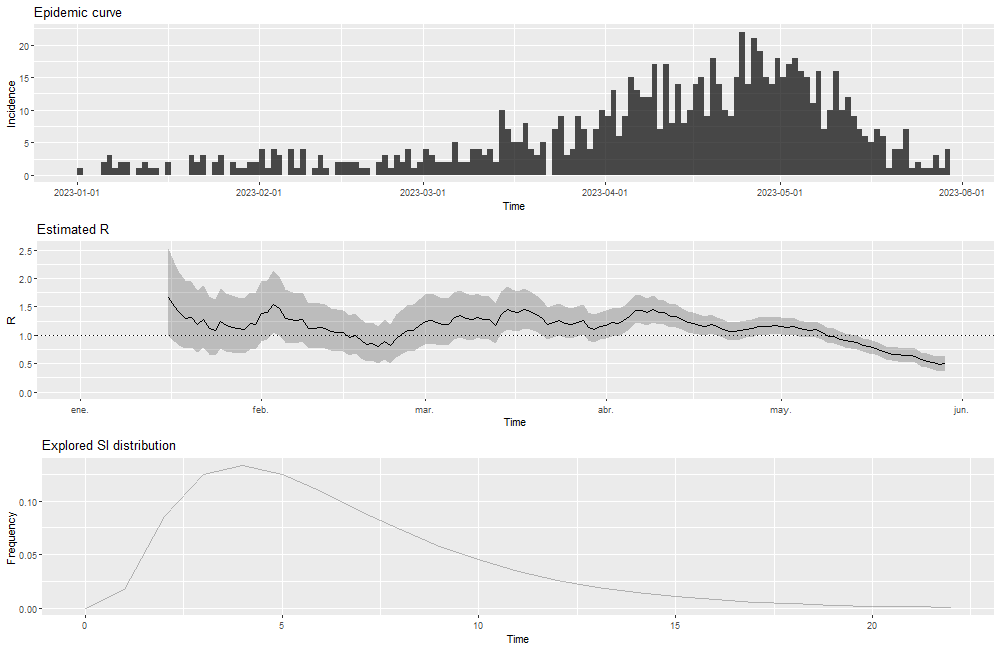 Epidemic curve
20
15
10
5
0
Incidence
2023-01-01 2023-02-01 2023-03-01 2023-04-01 2023-05-01 2023-06-01
Time
Estimated R
2.5
2.0
1.5
1.0
0.5
0.0
R
ene. feb. mar. abr. may. jun.
Time
Explored SI distribution
0.10
0.05
0.00
Frequency
0 5 10 15 20
Time